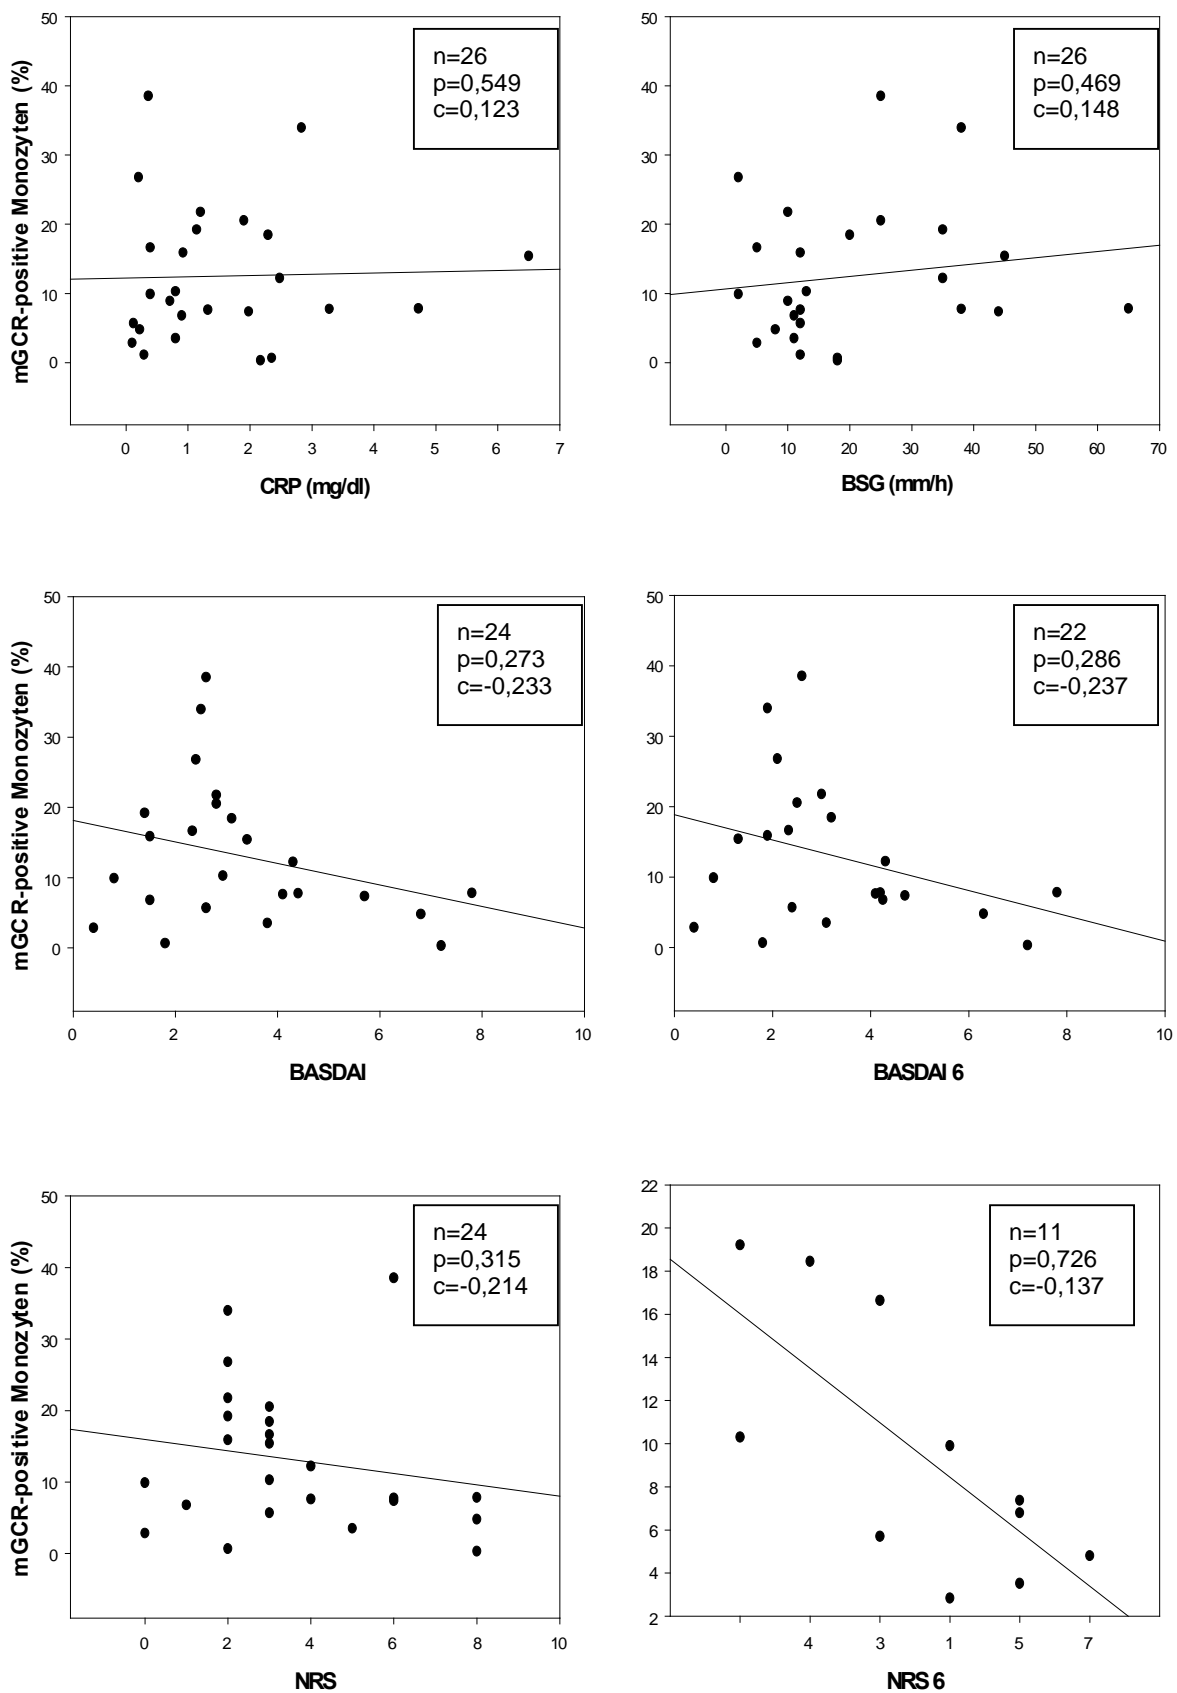 50
40
30
20
10
0
mGCR-positive Monozyten (%)
n=26
p=0,549
c=0,123
0 1 2 3 4 5 6 7
CRP (mg/dl)
50
40
30
20
10
0
n=26
p=0,469
c=0,148
0 10 20 30 40 50 60 70
BSG (mm/h)
50
40
30
20
10
0
mGCR-positive Monozyten (%)
n=24
p=0,273
c=-0,233
0 2 4 6 8 10
BASDAI
50
40
30
20
10
0
n=22
p=0,286
c=-0,237
0 2 4 6 8 10
BASDAI 6
50
40
30
20
10
0
mGCR-positive Monozyten (%)
n=24
p=0,315
c=-0,214
0 2 4 6 8 10
NRS
22
20
18
16
14
12
10
8
6
4
2
n=11
p=0,726
c=-0,137
4 3 1 5 7
NRS 6